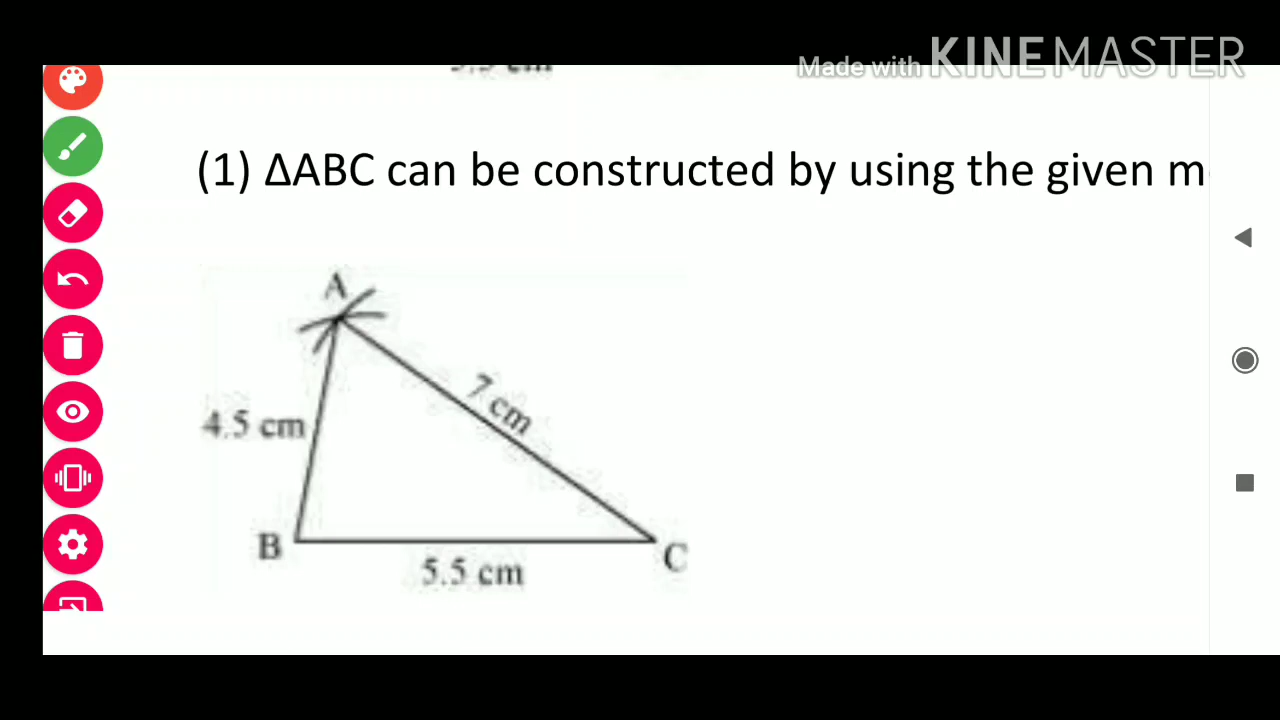 Made with KINEMASTER
(1) ΔABC can be constructed by using the given m
A
7 cm
4.5 cm
B
C
5.5 cm